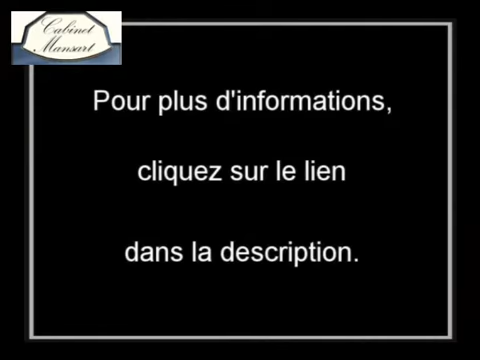 Cabinet
Mansart
Pour plus d'informations,
cliquez sur le lien
dans la description.